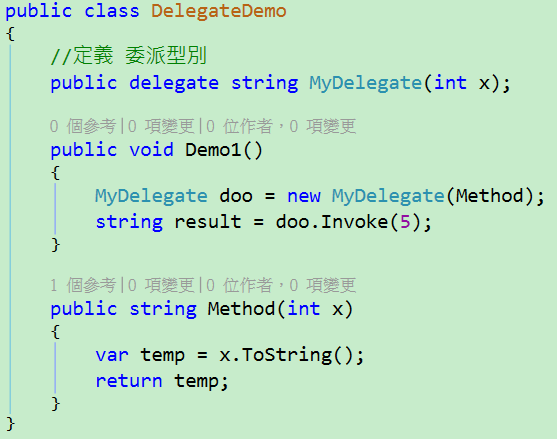 public class DelegateDemo
{
//定義 委派型別
public delegate string MyDelegate(int x);
0 個參考|0 項變更|0 位作者，0 項變更
public void Demo1()
{
MyDelegate doo = new MyDelegate(Method);
string result = doo.Invoke(5);
}
1 個參考|0 項變更|0 位作者，0 項變更
public string Method(int x)
{
var temp = x.ToString();
return temp;
}
}